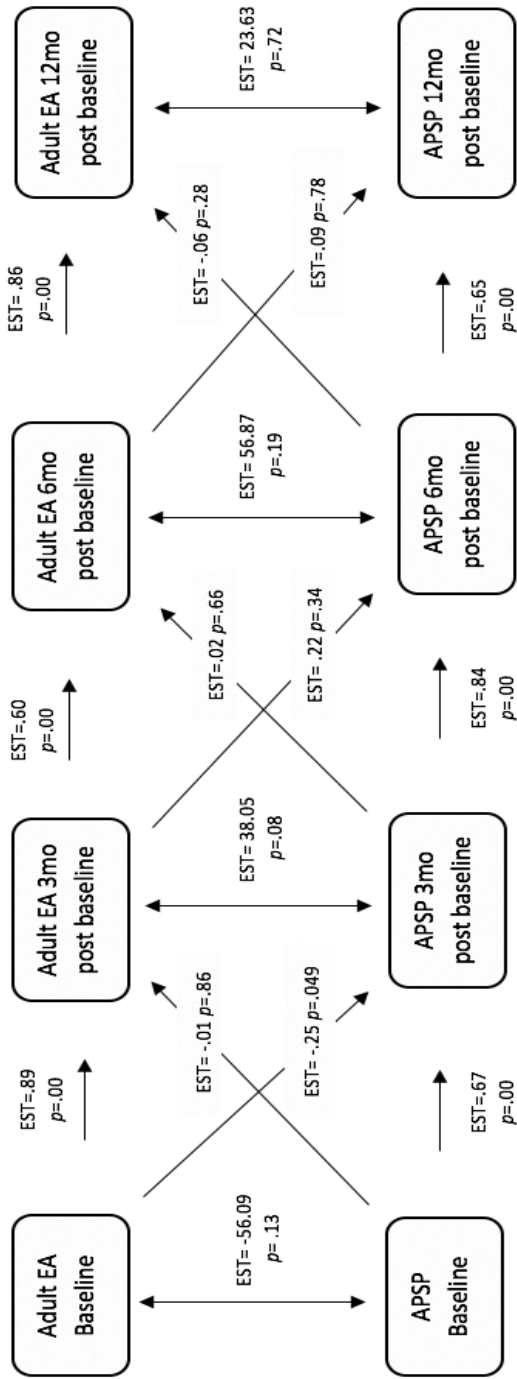 Adult EA
Baseline
EST=.89
p=.00
Adult EA 3mo
post baseline
EST=.60
p=.00
Adult EA 6mo
post baseline
EST=.86
p=.00
Adult EA 12mo
post baseline
EST= -56.09
p= .13
EST= -.01 p=.86
EST= -.25 p=.049
EST= 38.05
p=.08
EST=.02 p=.66
EST= .22 p=.34
EST= 56.87
p=.19
EST= -.06 p=.28
EST=.09 p=.78
EST= 23.63
p=.72
APSP
Baseline
EST=.67
p=.00
APSP 3mo
post baseline
EST=.84
p=.00
APSP 6mo
post baseline
EST=.65
p=.00
APSP 12mo
post baseline